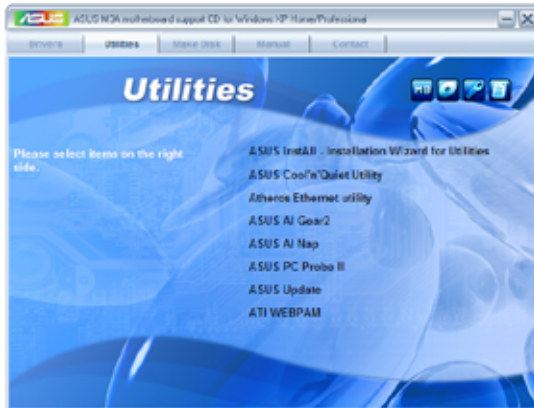 ASUS M3A motherboard support CD for Windows XP Home/Professional
Drivers Utilities Make Disk Manual Contact
Utilities
Please select items on the right
side.
ASUS InstAll - Installation Wizard for Utilities
ASUS Cool'n'Quiet Utility
Atheros Ethernet utility
ASUS AI Gear2
ASUS AI Nap
ASUS PC Probe II
ASUS Update
ATI WEBPAM